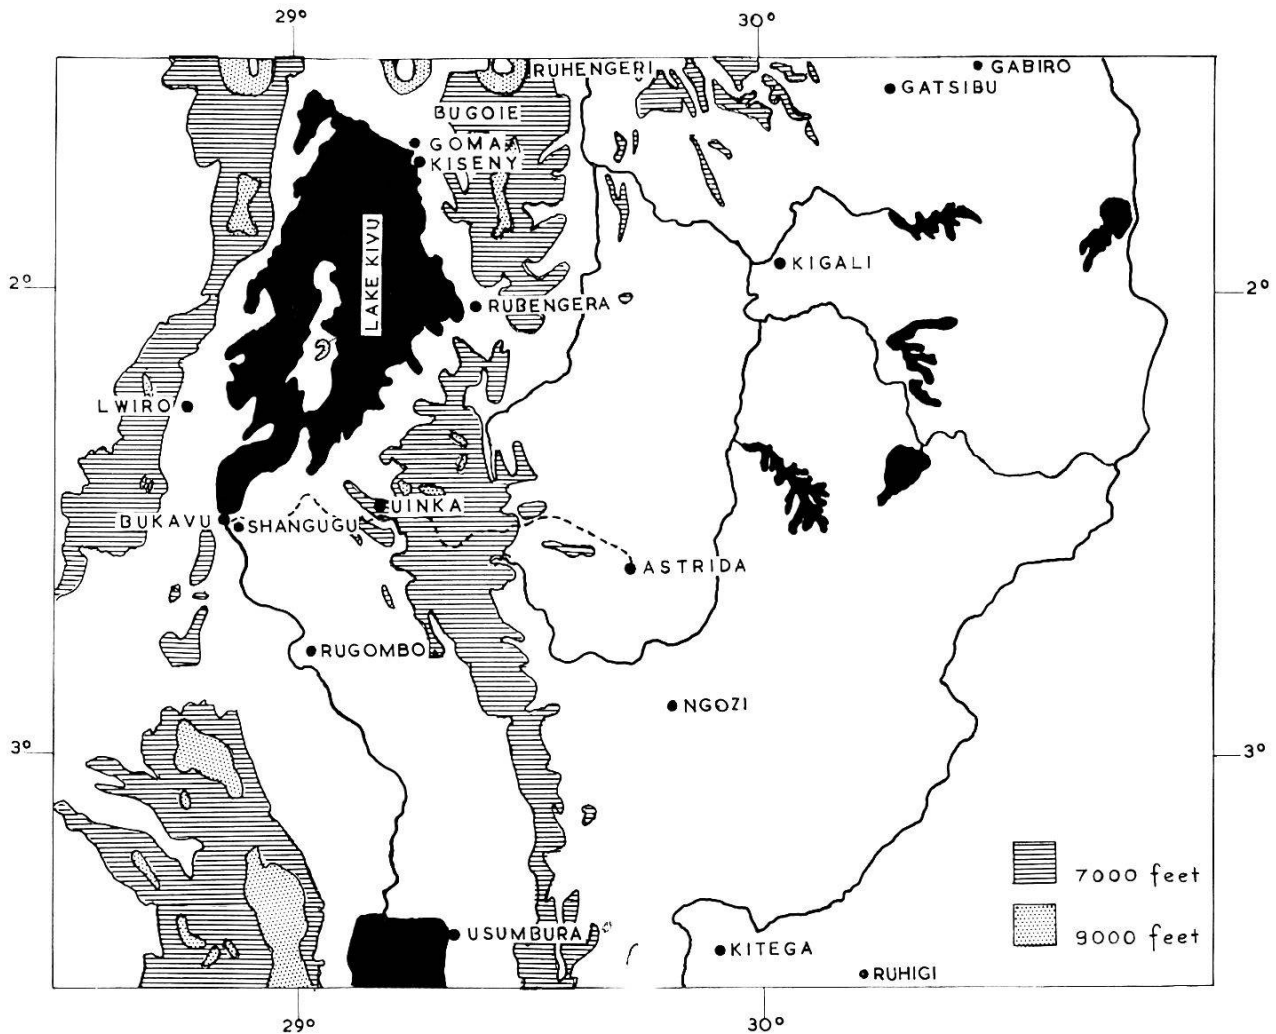 29°
30°
RUHENGERI
GABIRO
GATSIBU
BUGOIE
GOMA
KISENY
LAKE KIVU
KIGALI
2°
2°
RUBENGERA
LWIRO
UINKA
BUKAVU
SHANGUGU
ASTRIDA
RUGOMBO
NGOZI
3°
3°
7000 feet
9000 feet
USUMBURA
KITEGA
RUHIGI
29°
30°